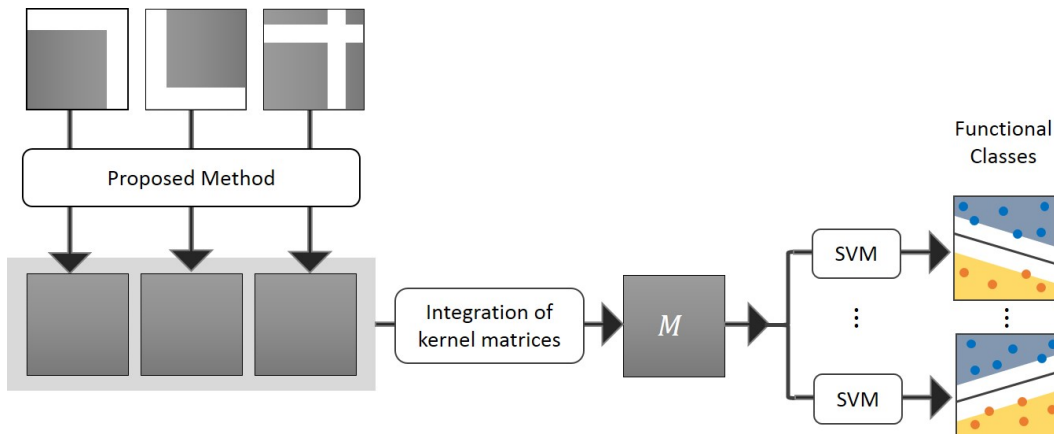 Proposed Method
Integration of
kernel matrices
M
SVM
⋮
SVM
Functional
Classes
⋮